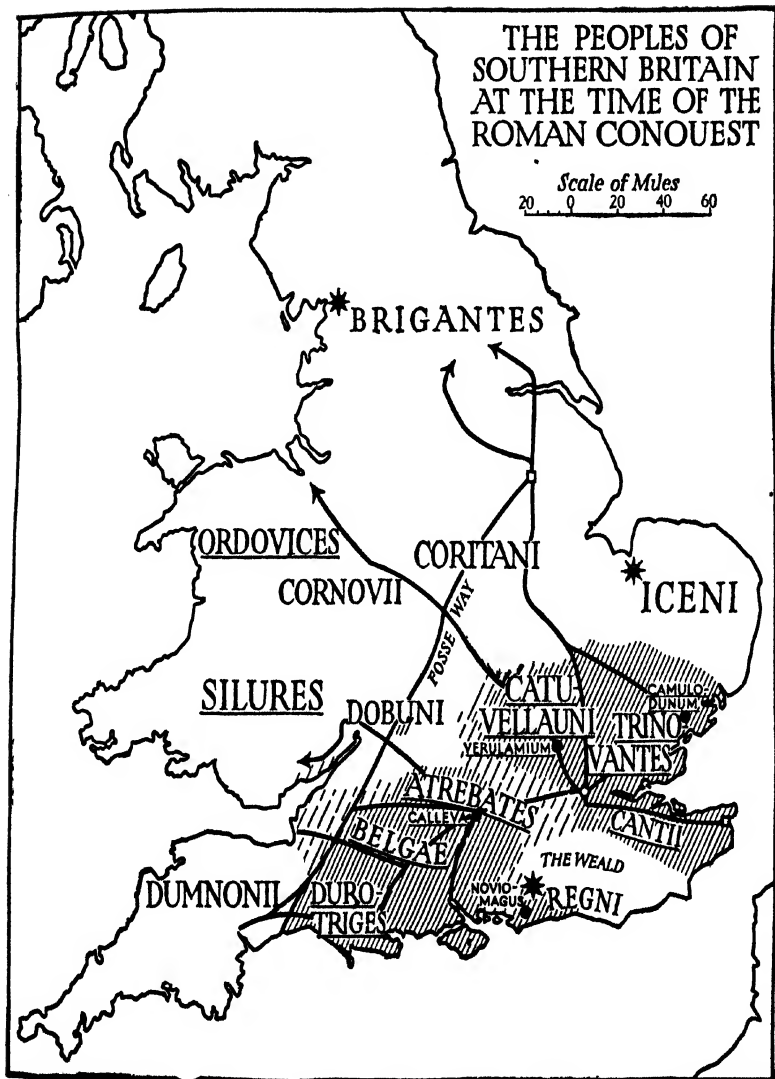 THE PEOPLES OF
SOUTHERN BRITAIN
AT THE TIME OF THE
ROMAN CONQUEST
Scale of Miles
20 0 20 40 60
BRIGANTES
ORDOVICES
CORITANI
CORNOVII
ICENI
FOSSE WAY
SILURES
DOBUNI
CATU-
VELLAUNI
VERULAMIUM
CAMULO-
DUNUM
TRINO-
VANTES
ATREBATES
CALLEVA
BELGAE
CANTII
THE WEALD
DUMNONII
DURO-
TRIGES
NOVIO-
MAGUS
REGNI